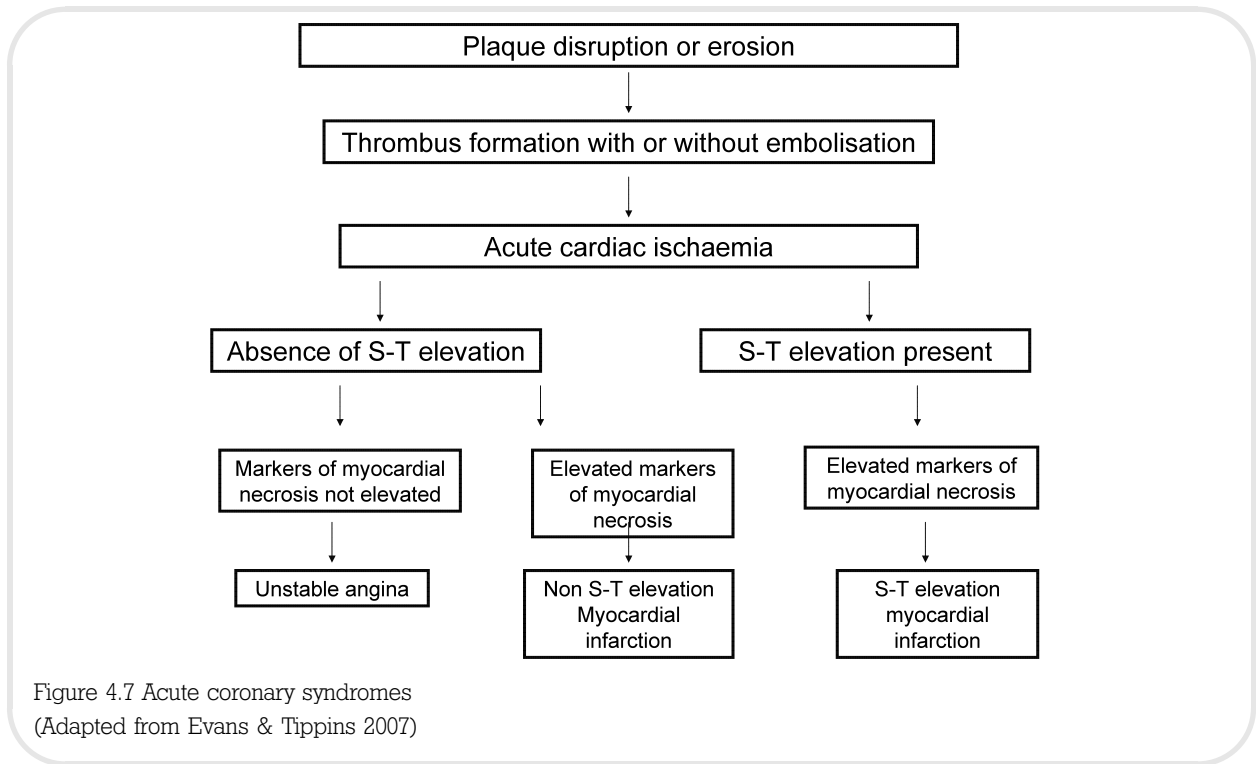 Plaque disruption or erosion
Thrombus formation with or without embolisation
Acute cardiac ischaemia
Absence of S-T elevation
S-T elevation present
Markers of myocardial
necrosis not elevated
Elevated markers
of myocardial
necrosis
Elevated markers of
myocardial necrosis
Unstable angina
Non S-T elevation
Myocardial
infarction
S-T elevation
myocardial
infarction
Figure 4.7 Acute coronary syndromes
(Adapted from Evans & Tippins 2007)